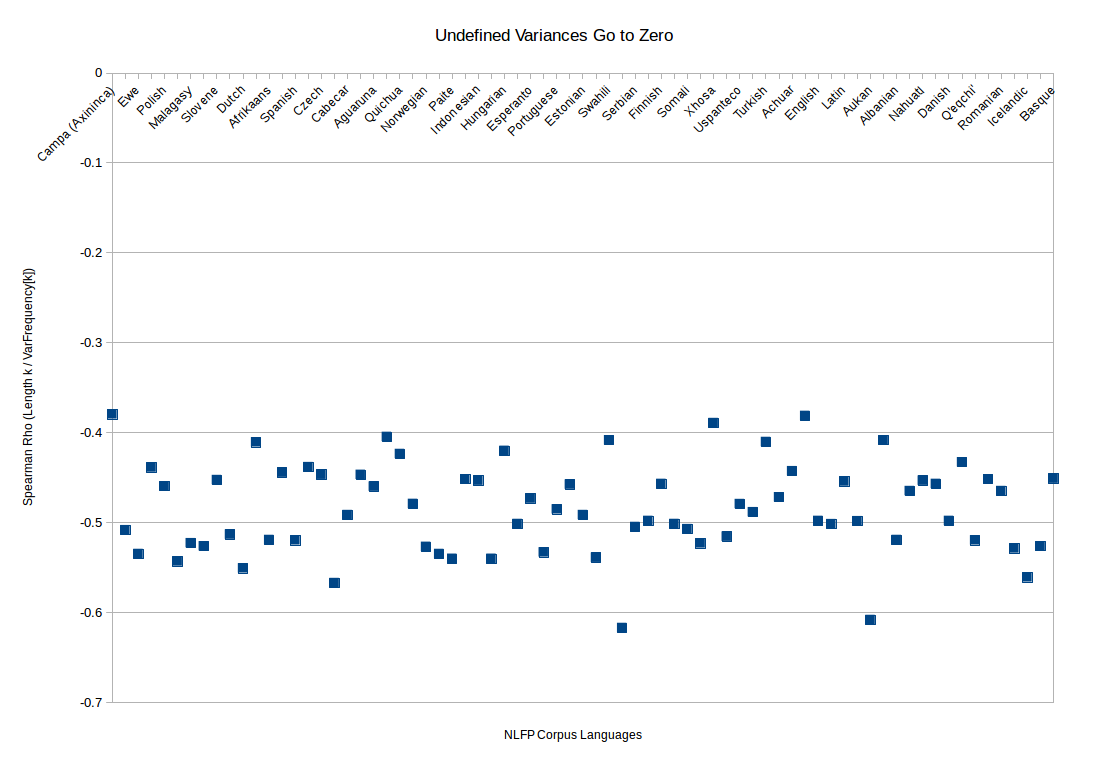 Undefined Variances Go to Zero
0
-0.1
-0.2
-0.3
-0.4
-0.5
-0.6
-0.7
Spearman Rho (Length k / VarFrequency[k])
Campa (Axininca)
Ewe
Polish
Malagasy
Slovene
Dutch
Afrikaans
Spanish
Czech
Cabecar
Aguaruna
Quichua
Norwegian
Paite
Indonesian
Hungarian
Esperanto
Portuguese
Estonian
Swahili
Serbian
Finnish
Somali
Xhosa
Uspanteco
Turkish
Achuar
English
Latin
Aukan
Albanian
Nahuatl
Danish
Q'eqchi'
Romanian
Icelandic
Basque
NLFP Corpus Languages